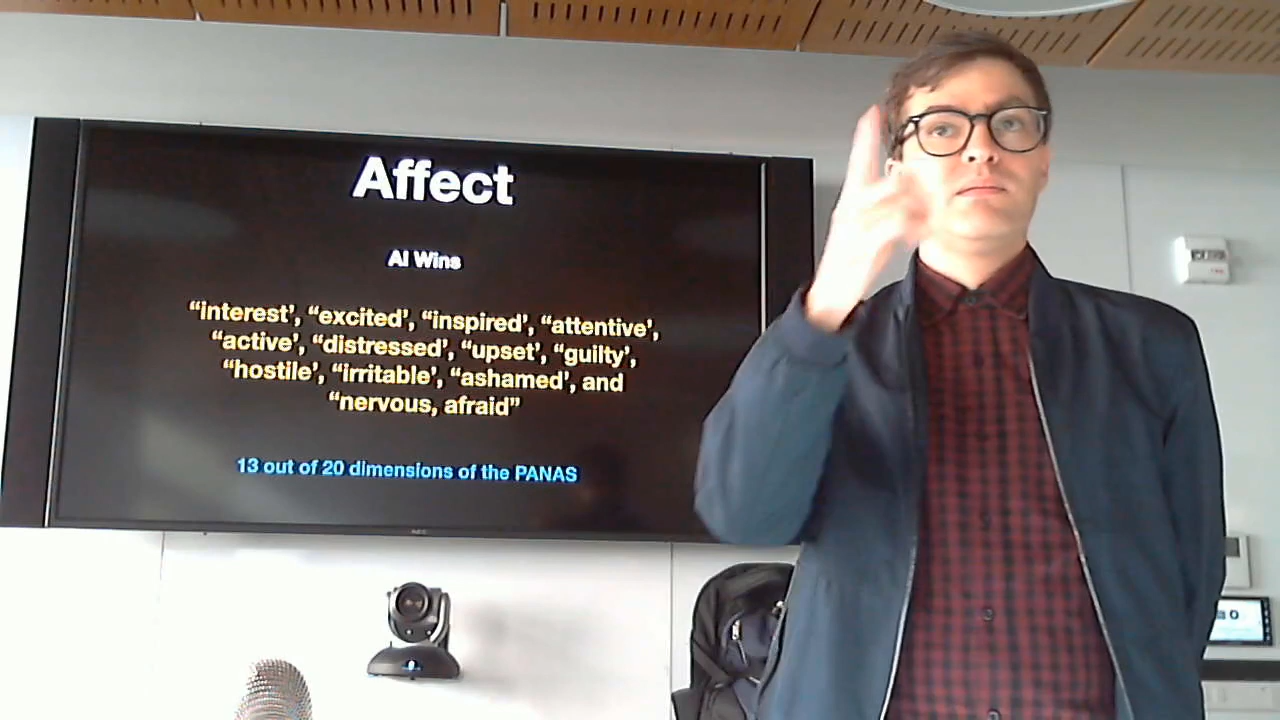 Affect
AI Wins
“interest’, “excited’, “inspired’, “attentive’,
“active’, “distressed’, “upset’, “guilty’,
“hostile’, “irritable’, “ashamed’, and
“nervous, afraid”
13 out of 20 dimensions of the PANAS
NEC